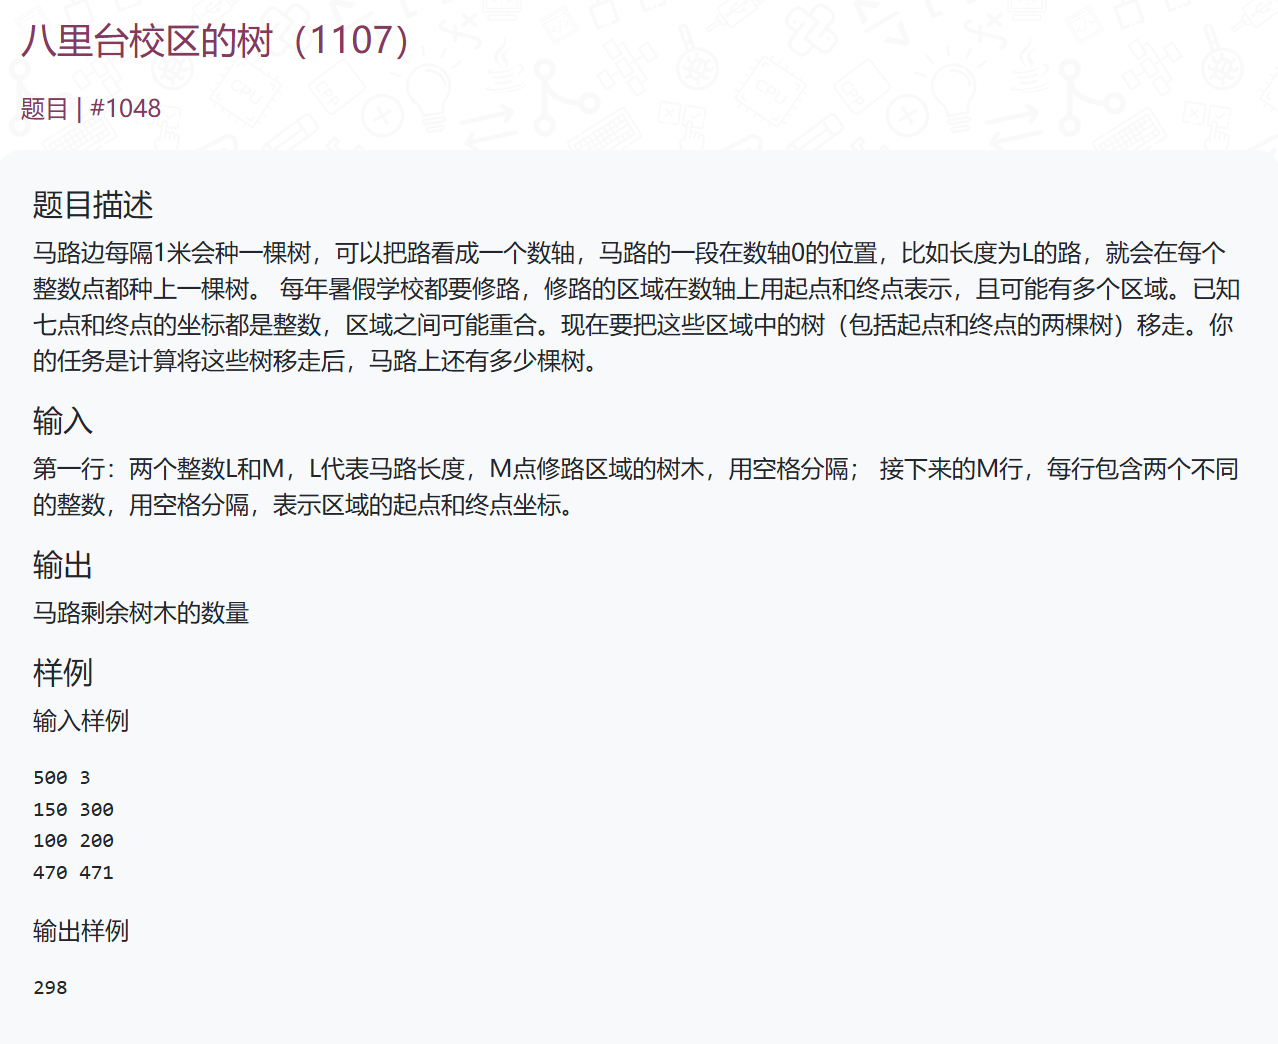 八里台校区的树（1107）
题目 | #1048
题目描述
马路边每隔1米会种一棵树，可以把路看成一个数轴，马路的一段在数轴0的位置，比如长度为L的路，就会在每个
整数点都种上一棵树。 每年暑假学校都要修路，修路的区域在数轴上用起点和终点表示，且可能有多个区域。已知
七点和终点的坐标都是整数，区域之间可能重合。现在要把这些区域中的树（包括起点和终点的两棵树）移走。你
的任务是计算将这些树移走后，马路上还有多少棵树。
输入
第一行：两个整数L和M，L代表马路长度，M点修路区域的树木，用空格分隔； 接下来的M行，每行包含两个不同
的整数，用空格分隔，表示区域的起点和终点坐标。
输出
马路剩余树木的数量
样例
输入样例
500 3
150 300
100 200
470 471
输出样例
298